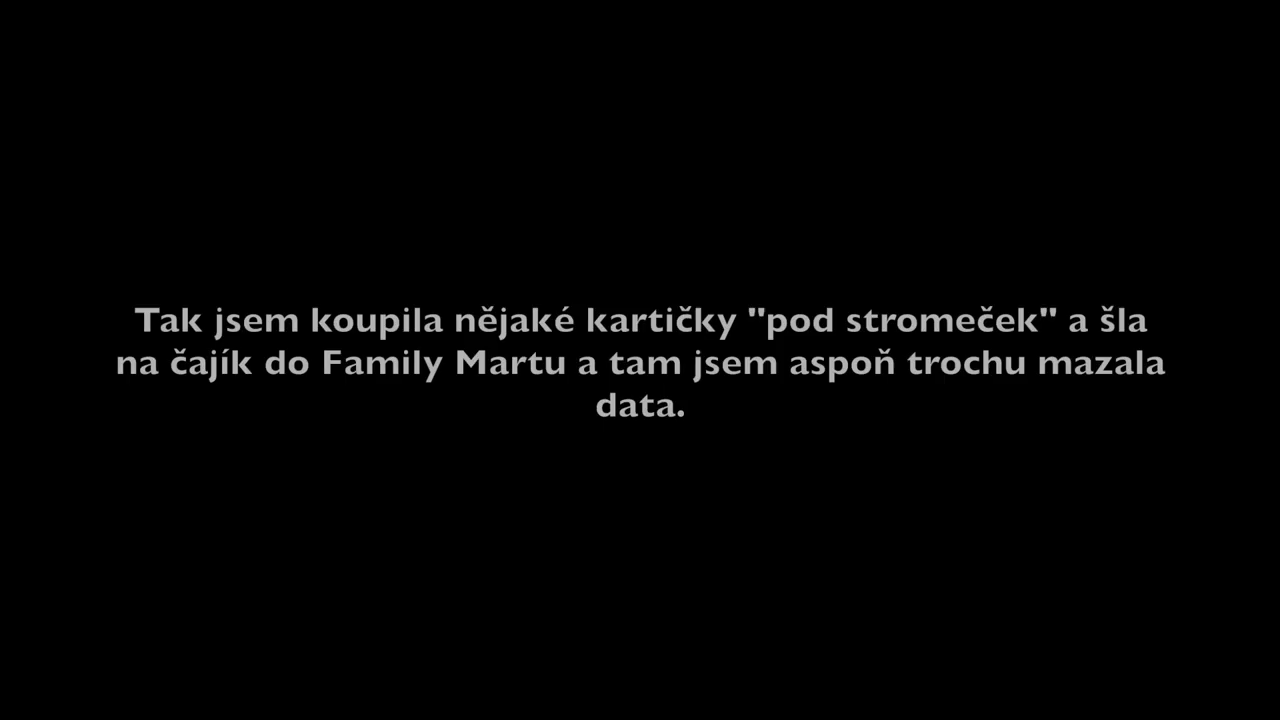 Tak jsem koupila nějaké kartičky "pod stromeček" a šla
na čajík do Family Martu a tam jsem aspoň trochu mazala
data.